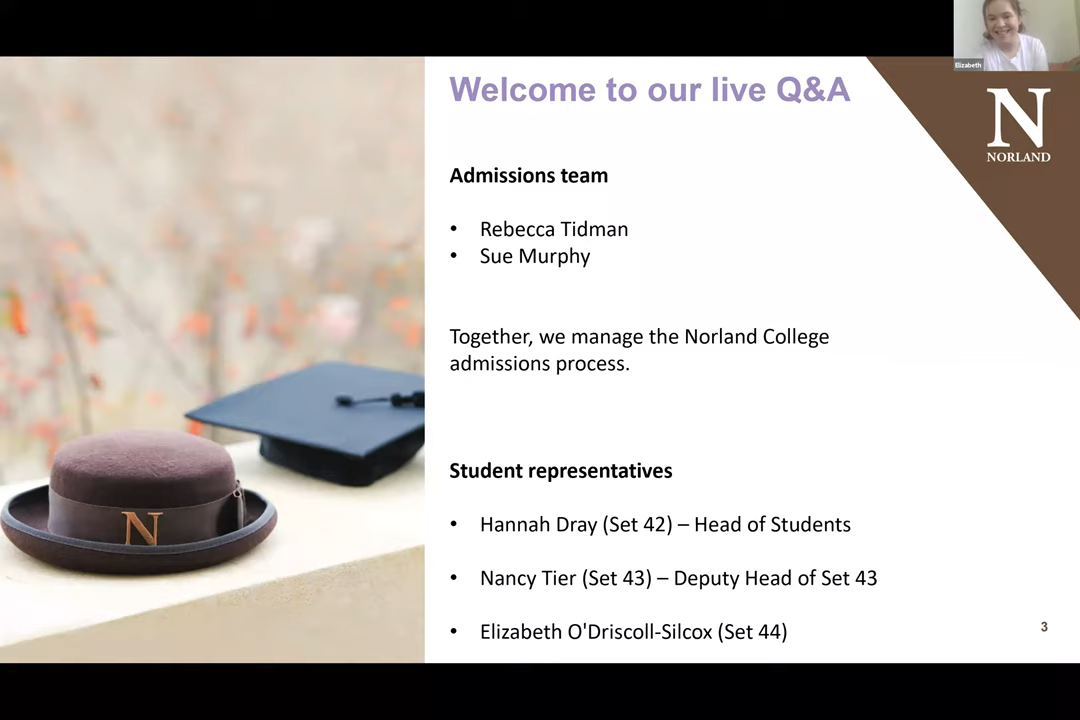 Elizabeth
Welcome to our live Q&A
N
NORLAND
Admissions team
• Rebecca Tidman
• Sue Murphy
Together, we manage the Norland College
admissions process.
Student representatives
• Hannah Dray (Set 42) – Head of Students
• Nancy Tier (Set 43) – Deputy Head of Set 43
• Elizabeth O'Driscoll-Silcox (Set 44)
N
3